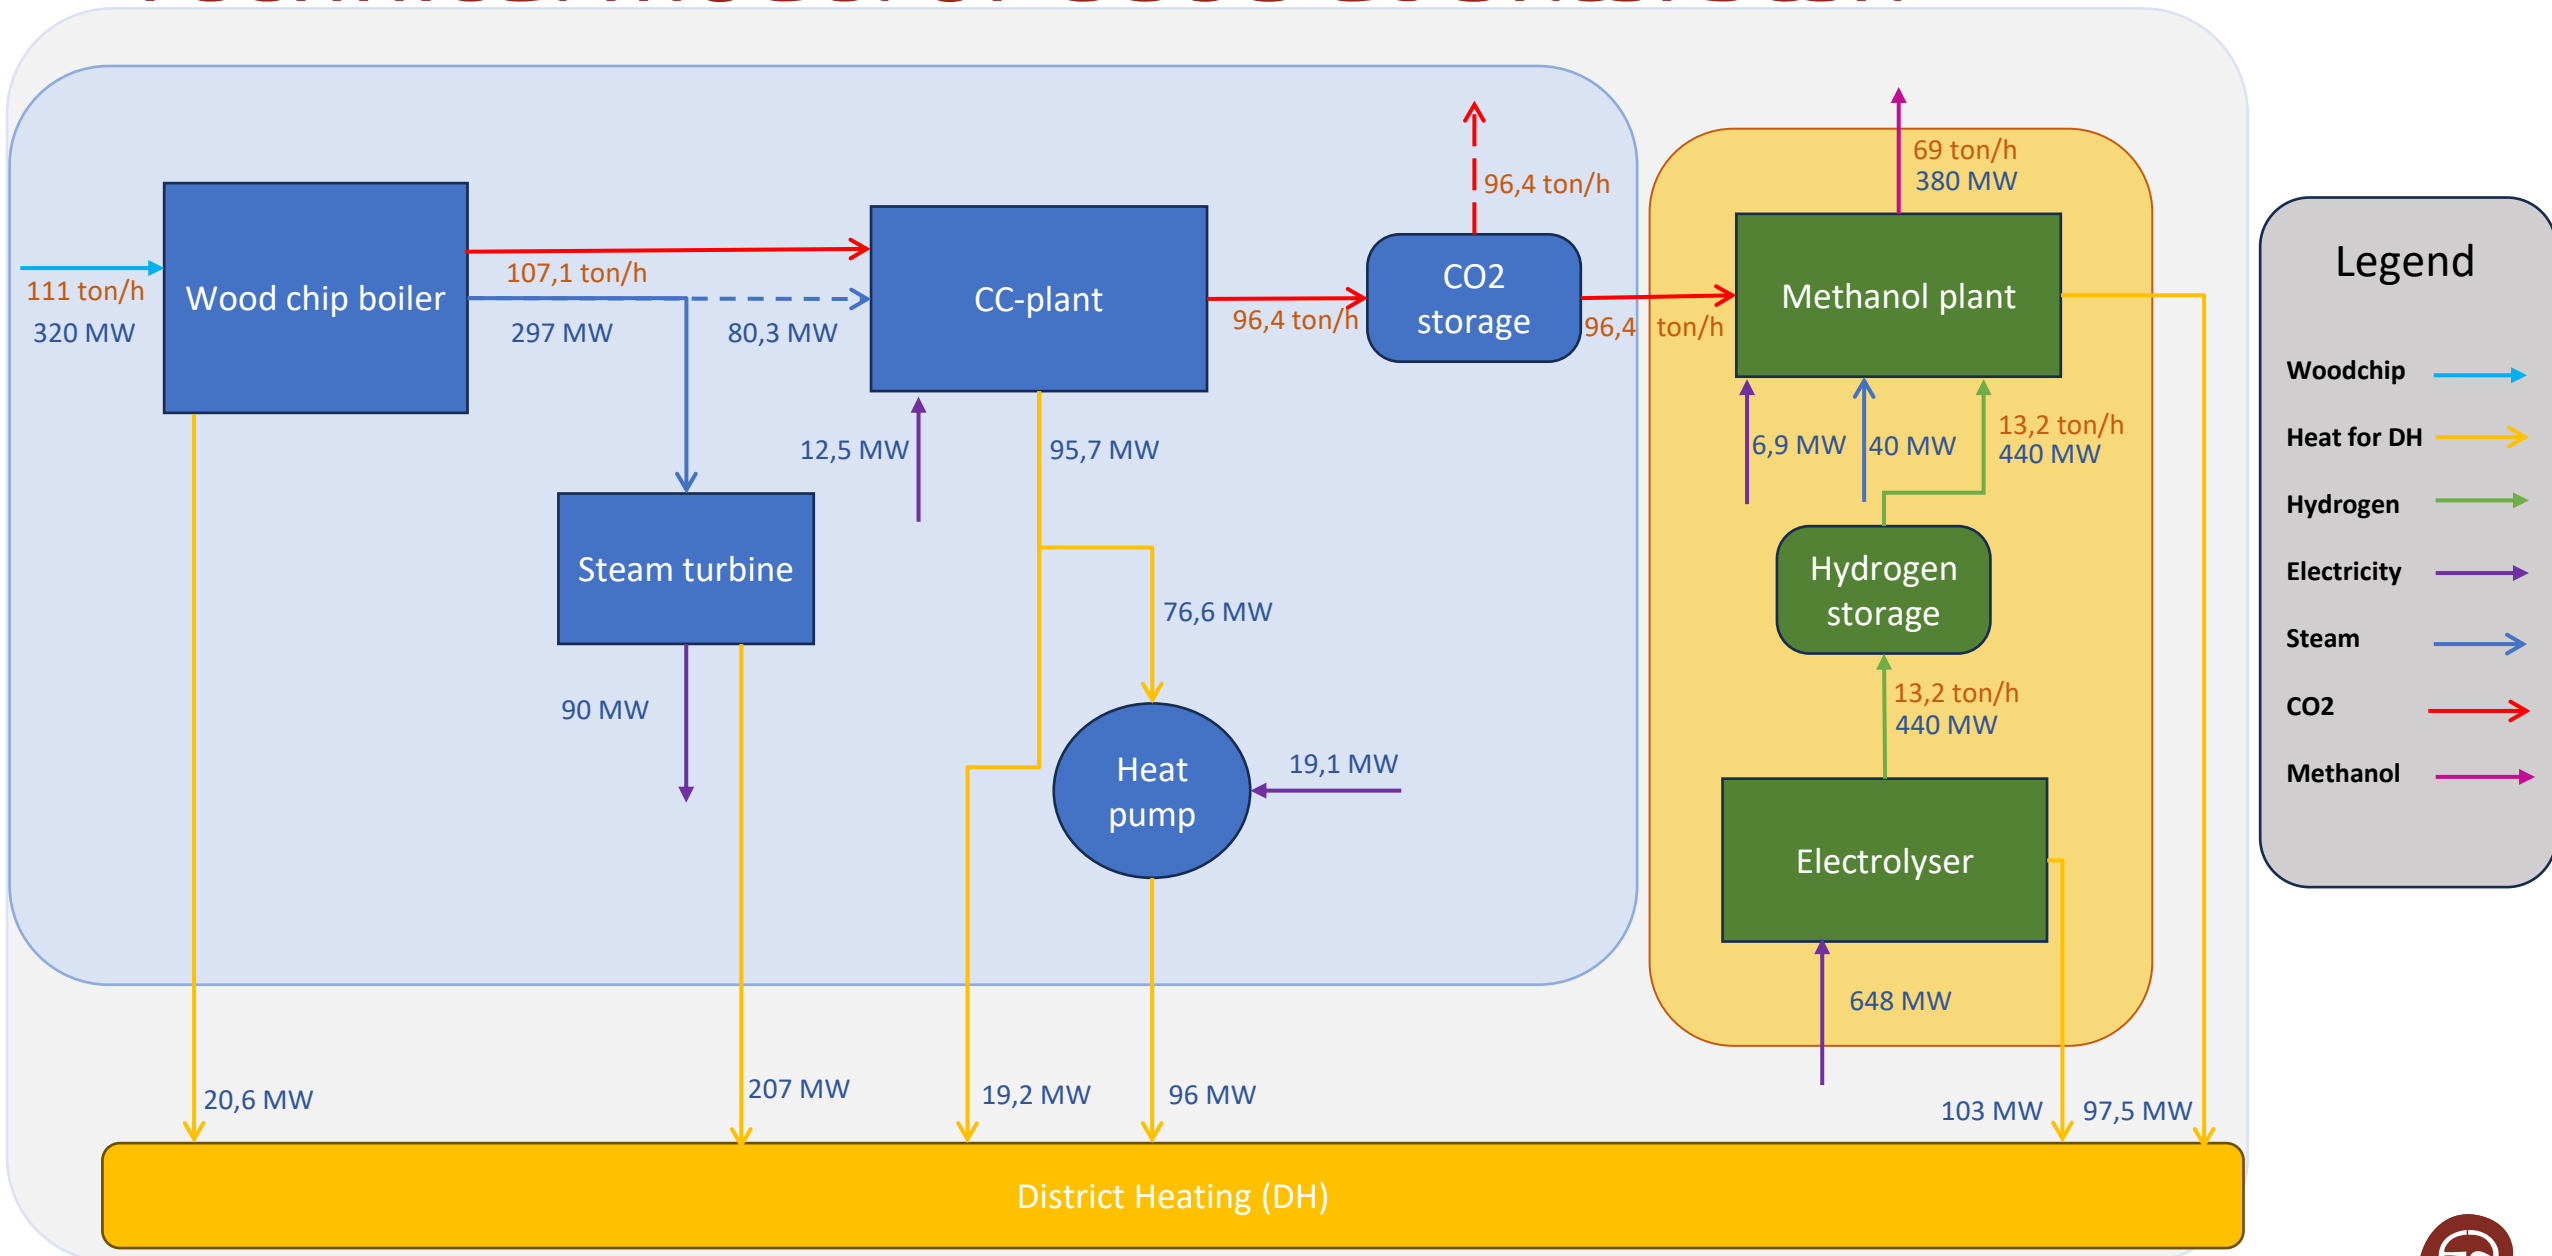 69 ton/h
380 MW
96,4 ton/h
Wood chip boiler
CC-plant
CO2
storage
Methanol plant
Legend
111 ton/h
320 MW
107,1 ton/h
297 MW
80,3 MW
96,4 ton/h
96,4 ton/h
Woodchip
Heat for DH
Hydrogen
Electricity
Steam
CO2
Methanol
12,5 MW
95,7 MW
6,9 MW
40 MW
13,2 ton/h
440 MW
Steam turbine
Hydrogen
storage
76,6 MW
90 MW
13,2 ton/h
440 MW
Heat
pump
19,1 MW
Electrolyser
648 MW
20,6 MW
207 MW
19,2 MW
96 MW
103 MW
97,5 MW
District Heating (DH)